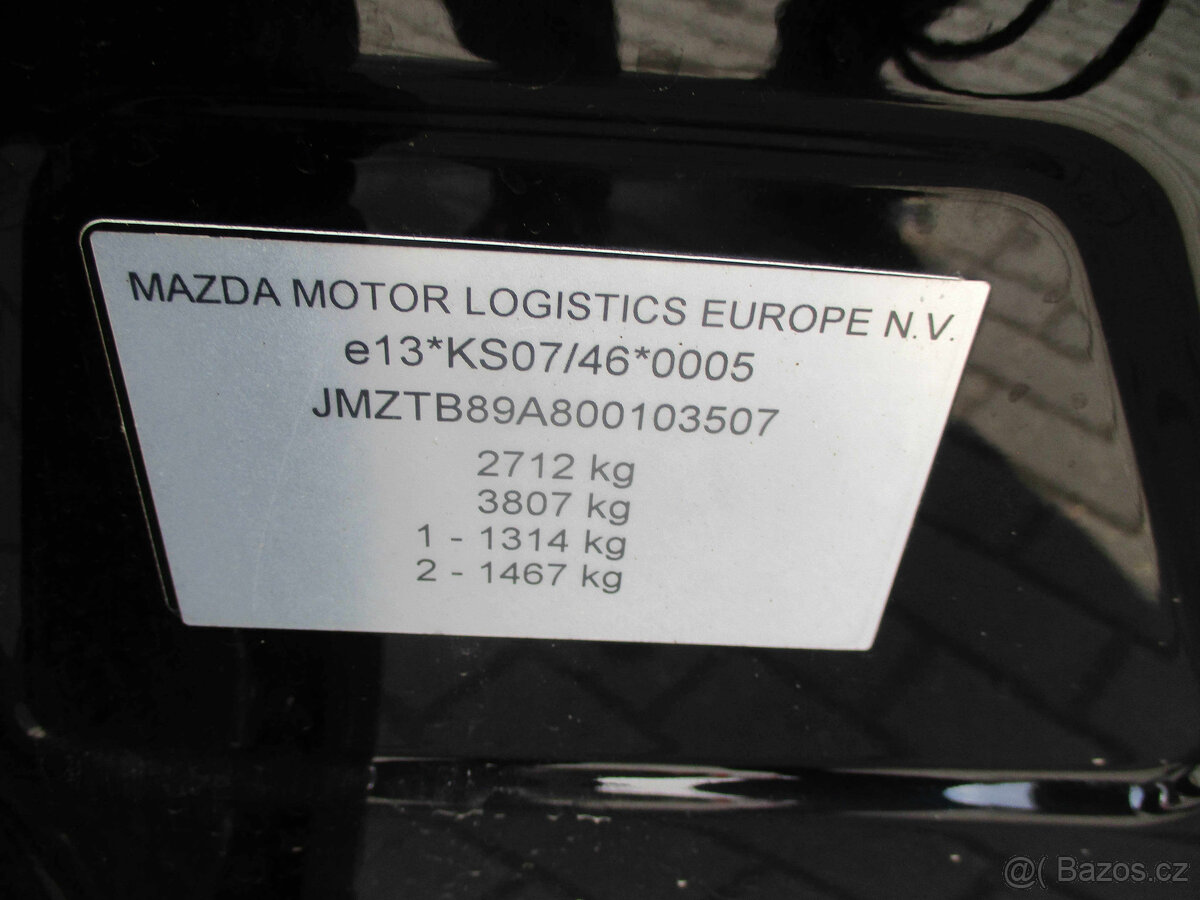 MAZDA MOTOR LOGISTICS EUROPE N.V.
e13*KS07/46*0005
JMZTB89A800103507
2712 kg
3807 kg
1 - 1314 kg
2 - 1467 kg
@( Bazos.cz